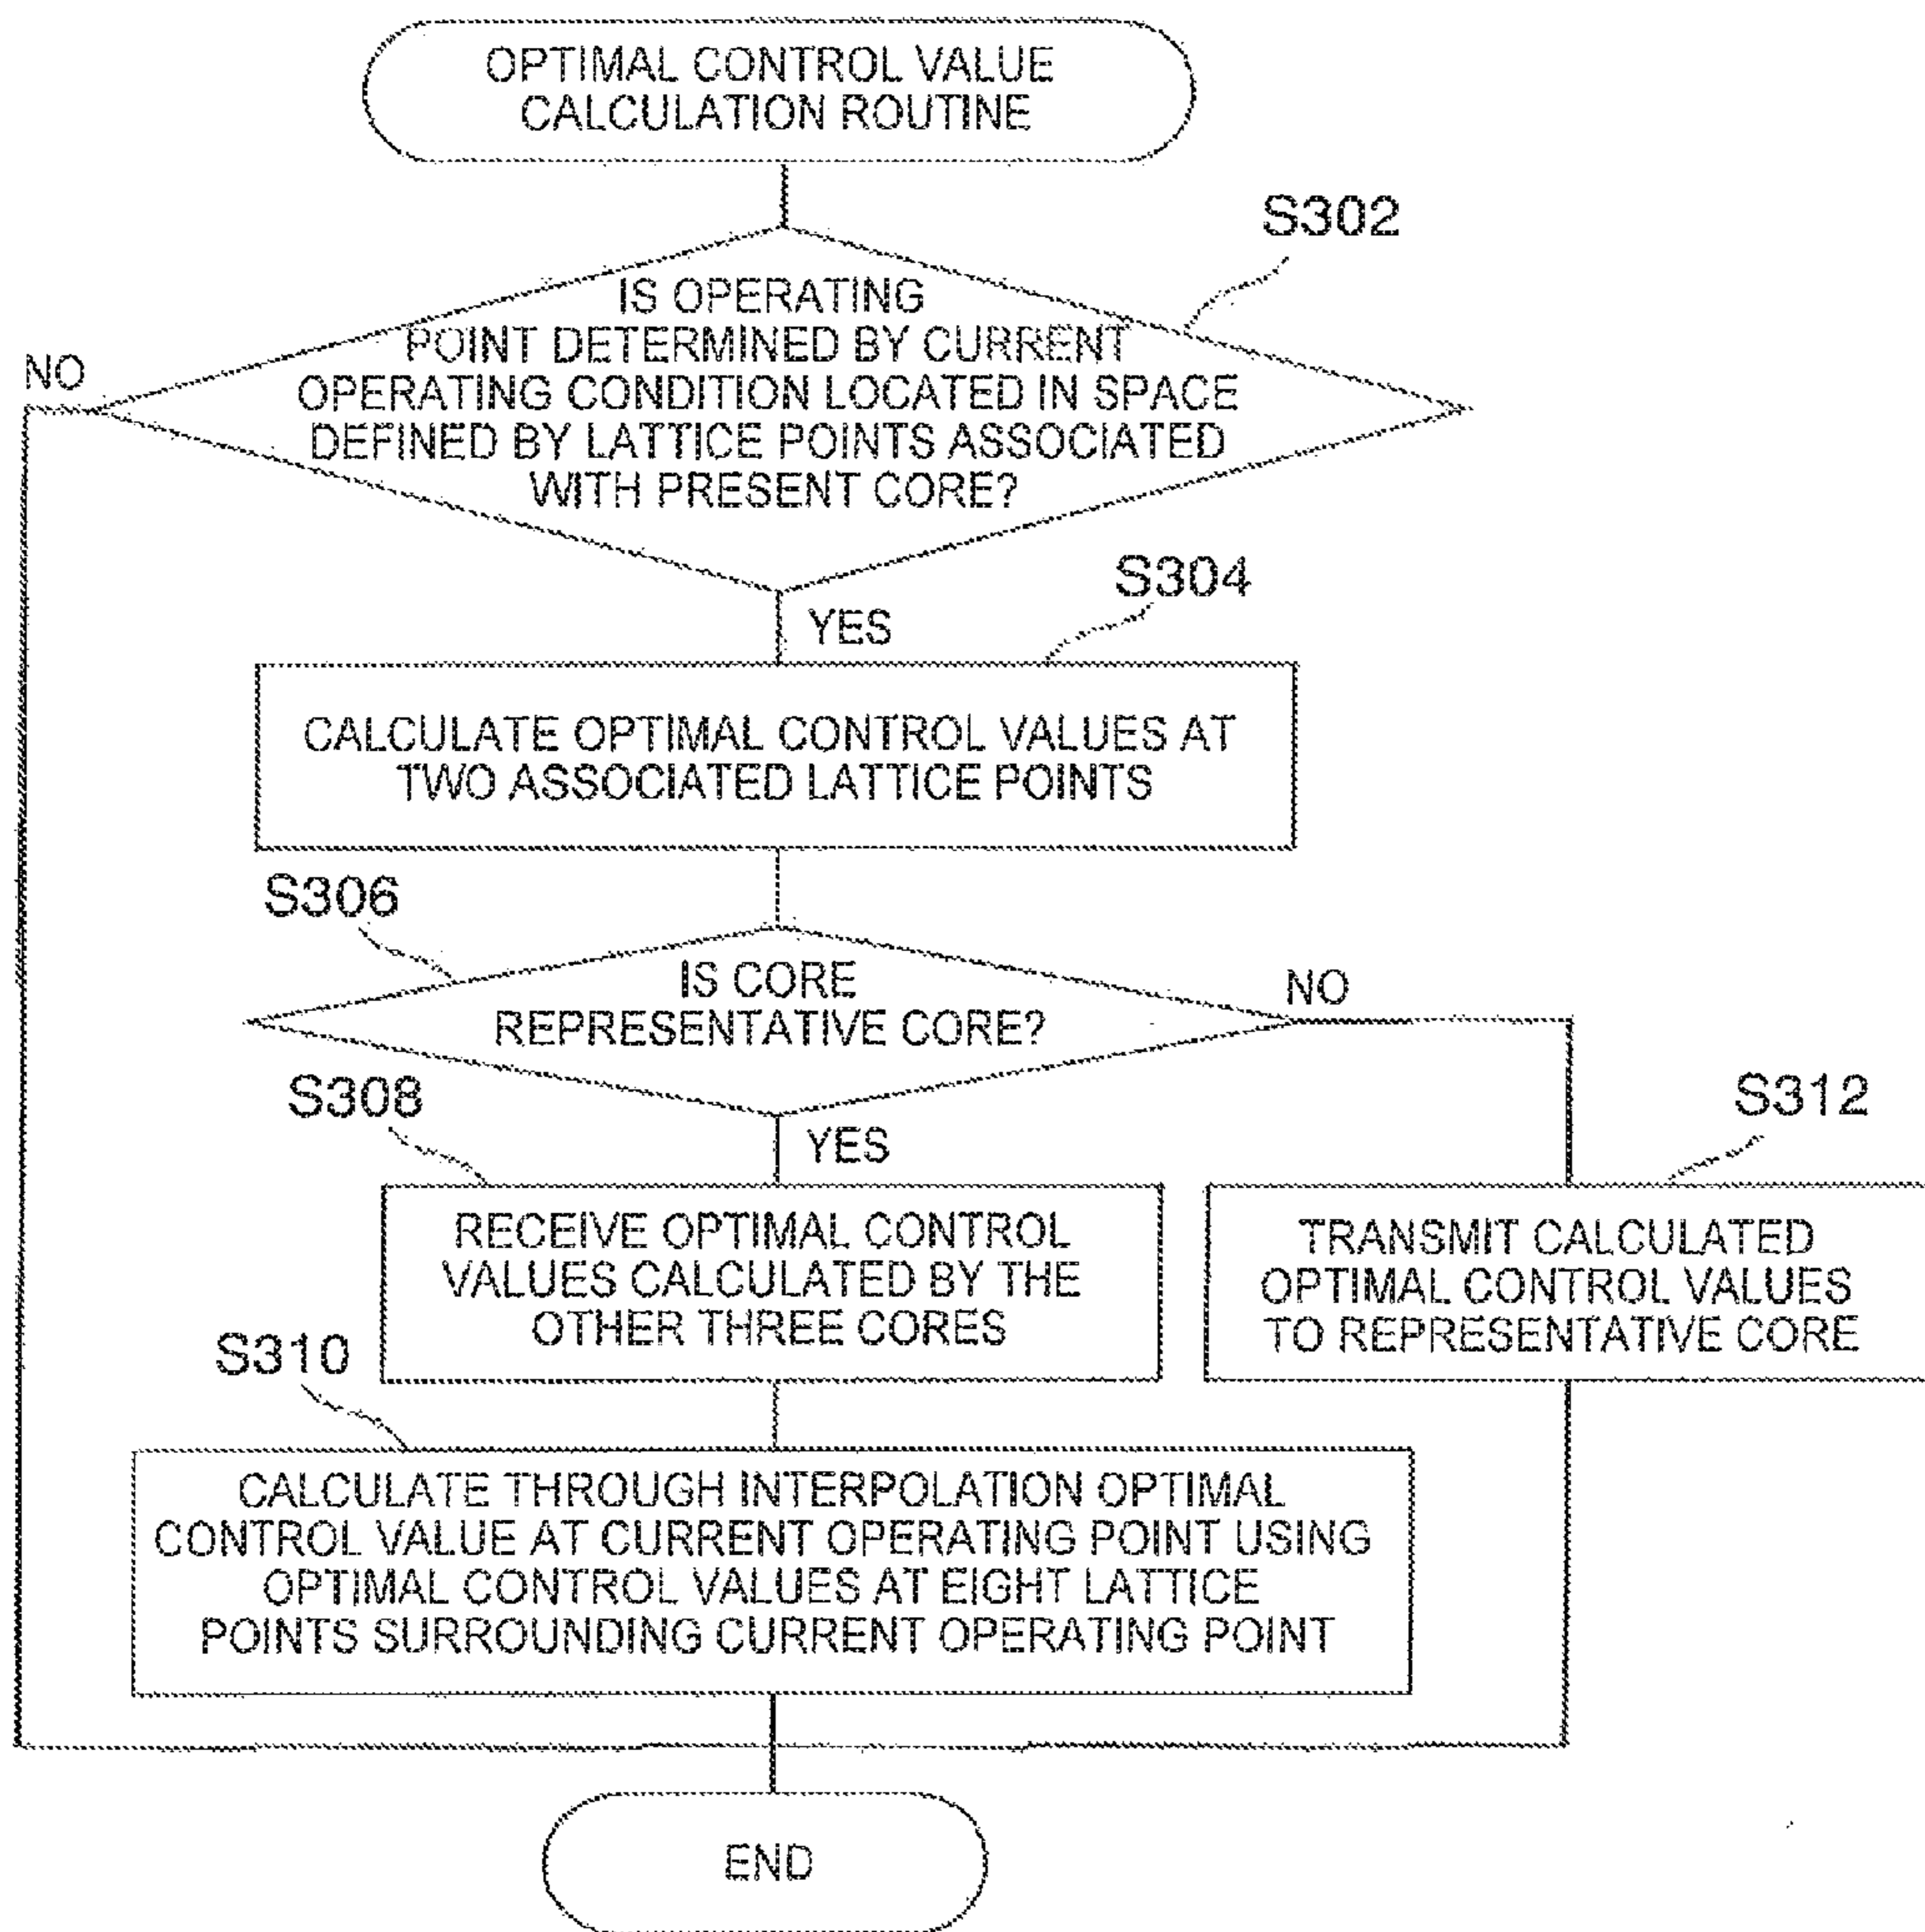 OPTIMAL CONTROL VALUE
CALCULATION ROUTINE
S302
IS OPERATING
POINT DETERMINED BY CURRENT
OPERATING CONDITION LOCATED IN SPACE
DEFINED BY LATTICE POINTS ASSOCIATED
WITH PRESENT CORE?
NO
YES
S304
CALCULATE OPTIMAL CONTROL VALUES AT
TWO ASSOCIATED LATTICE POINTS
S306
IS CORE
REPRESENTATIVE CORE?
NO
YES
S308
RECEIVE OPTIMAL CONTROL
VALUES CALCULATED BY THE
OTHER THREE CORES
S312
TRANSMIT CALCULATED
OPTIMAL CONTROL VALUES
TO REPRESENTATIVE CORE
S310
CALCULATE THROUGH INTERPOLATION OPTIMAL
CONTROL VALUE AT CURRENT OPERATING POINT USING
OPTIMAL CONTROL VALUES AT EIGHT LATTICE
POINTS SURROUNDING CURRENT OPERATING POINT
END